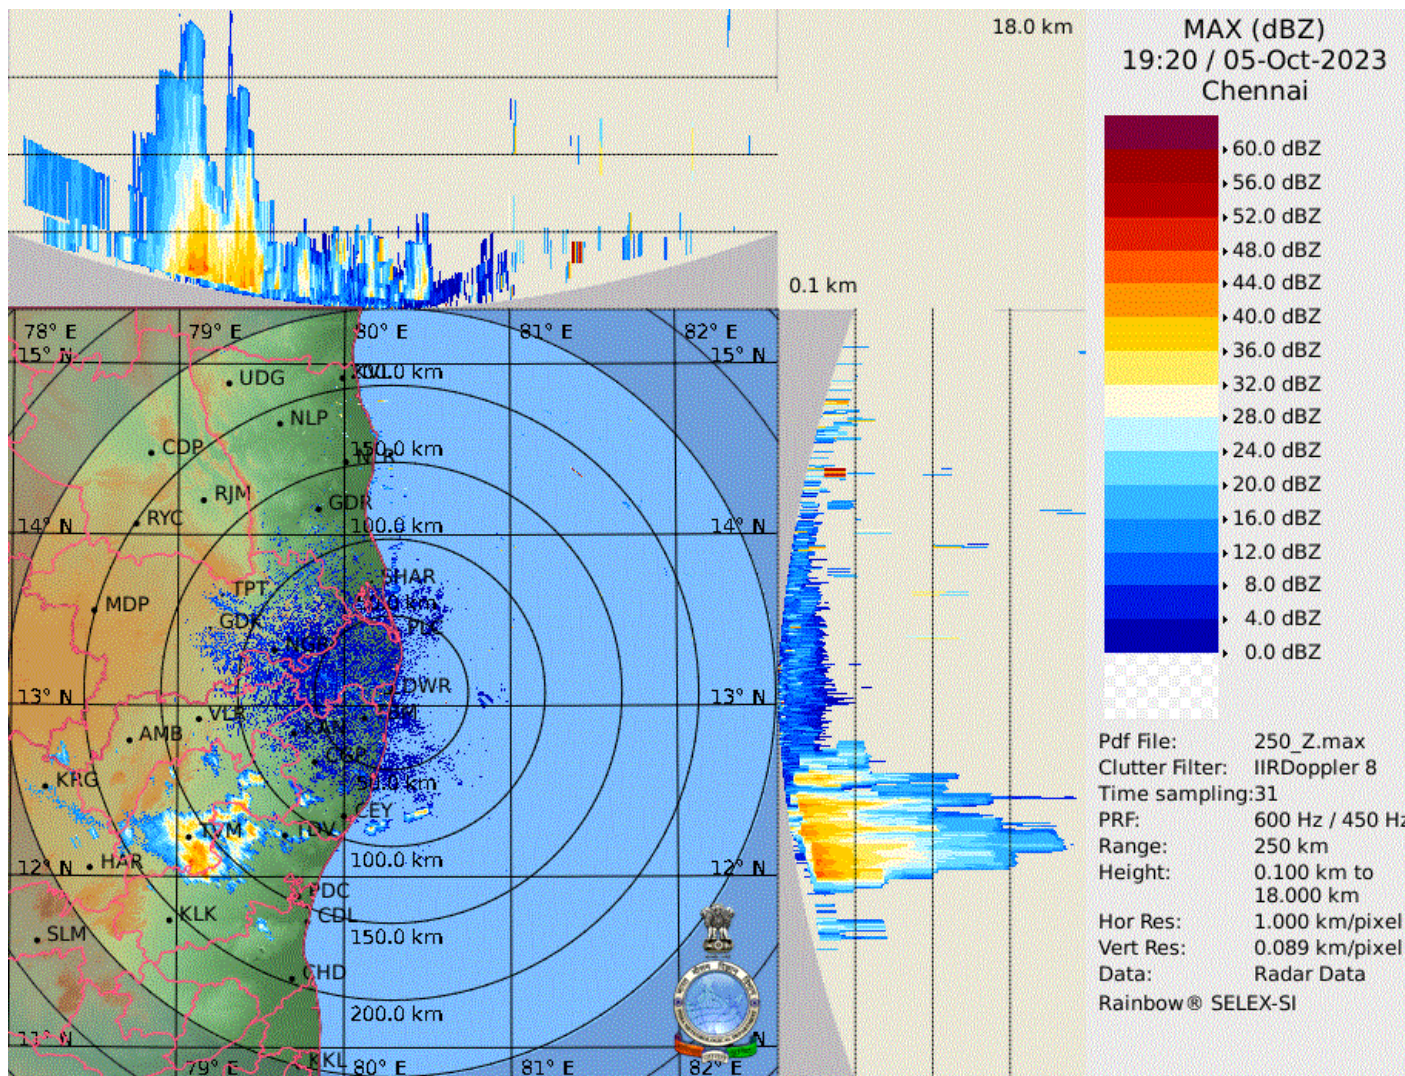 18.0 km
0.1 km
MAX (dBZ)
19:20 / 05-Oct-2023
Chennai
60.0 dBZ
56.0 dBZ
52.0 dBZ
48.0 dBZ
44.0 dBZ
40.0 dBZ
36.0 dBZ
32.0 dBZ
28.0 dBZ
24.0 dBZ
20.0 dBZ
16.0 dBZ
12.0 dBZ
8.0 dBZ
4.0 dBZ
0.0 dBZ
Pdf File: 250_Z.max
Clutter Filter: IIRDoppler 8
Time sampling:31
PRF: 600 Hz / 450 Hz
Range: 250 km
Height: 0.100 km to
18.000 km
Hor Res: 1.000 km/pixel
Vert Res: 0.089 km/pixel
Data: Radar Data
Rainbow® SELEX-SI
78° E 79° E 80° E 81° E 82° E
15° N 15° N
UDG
NLP
CDP 150.0 km
RJM GDR
RYC
14° N 100.0 km 14° N
SHAR
TPT
MDP
GDK
DWR
13° N 13° N
VLR
AMB
KRG 50.0 km
CEY
TVM TDV
HAR 100.0 km
12° N 12° N
PDC
KLK CDL
SLM 150.0 km
CHD
200.0 km
11° N 11° N
79° E KKL 80° E 81° E 82° E